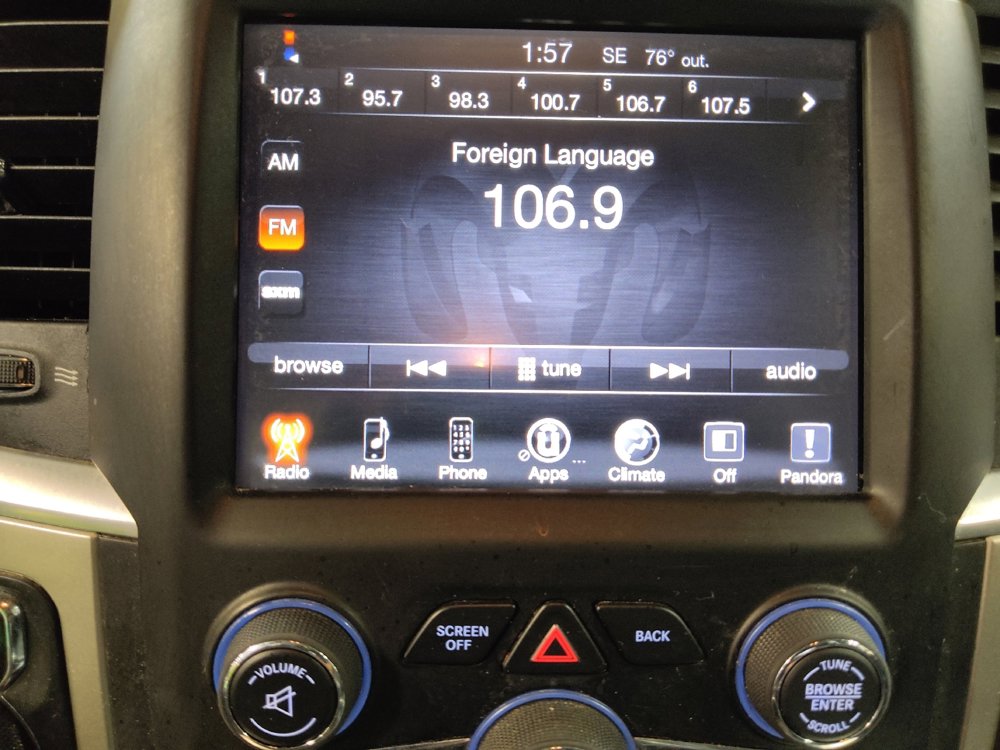 1:57 SE 76° out.
1 107.3 2 95.7 3 98.3 4 100.7 5 106.7 6 107.5
AM
Foreign Language
106.9
FM
sxm
browse tune audio
Radio Media Phone Apps ... Climate Off Pandora
SCREEN
OFF
BACK
VOLUME
TUNE
BROWSE
ENTER
SCROLL